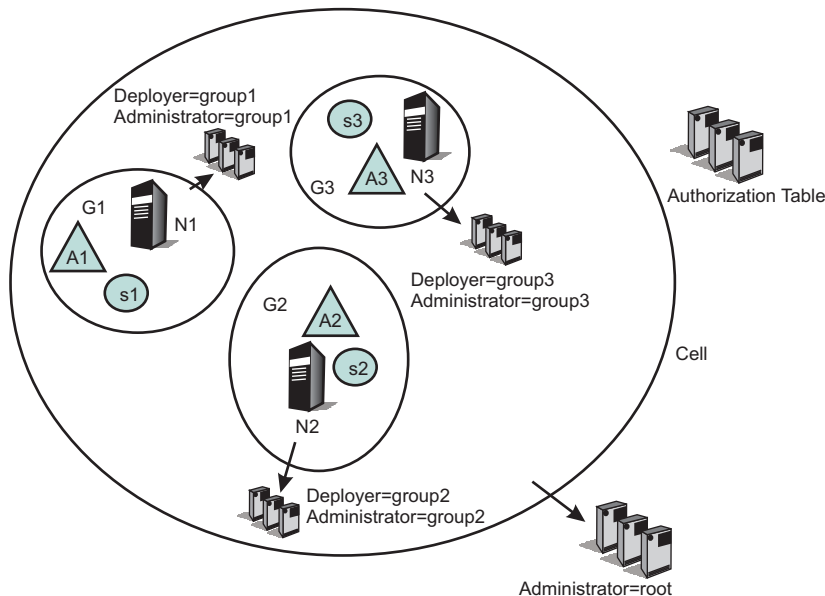 Deployer=group1
Administrator=group1
s3
A3
G3
N3
Authorization Table
G1
N1
A1
s1
Deployer=group3
Administrator=group3
G2
A2
s2
N2
Cell
Deployer=group2
Administrator=group2
Administrator=root